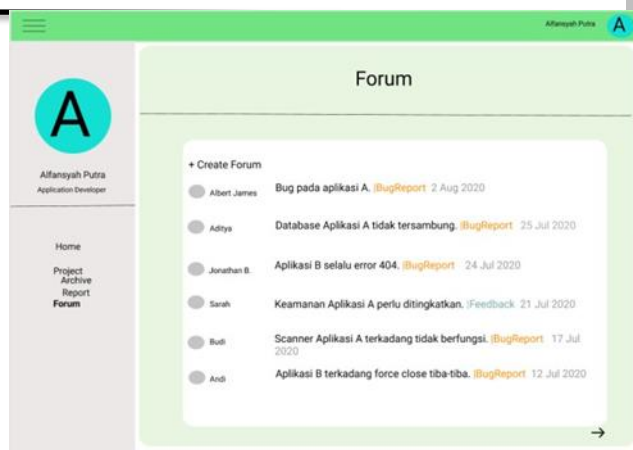 Alfansyah Putra
A
A
Alfansyah Putra
Application Developer
Home
Project
Archive
Report
Forum
Forum
+ Create Forum
Albert James
Bug pada aplikasi A. |BugReport 2 Aug 2020
Aditya
Database Aplikasi A tidak tersambung. |BugReport 25 Jul 2020
Jonathan B.
Aplikasi B selalu error 404. |BugReport 24 Jul 2020
Sarah
Keamanan Aplikasi A perlu ditingkatkan. |Feedback 21 Jul 2020
Budi
Scanner Aplikasi A terkadang tidak berfungsi. |BugReport 17 Jul
2020
Andi
Aplikasi B terkadang force close tiba-tiba. |BugReport 12 Jul 2020